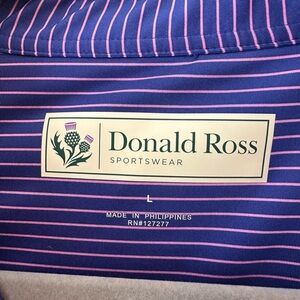 Donald Ross
SPORTSWEAR
L
MADE IN PHILIPPINES
RN#127277